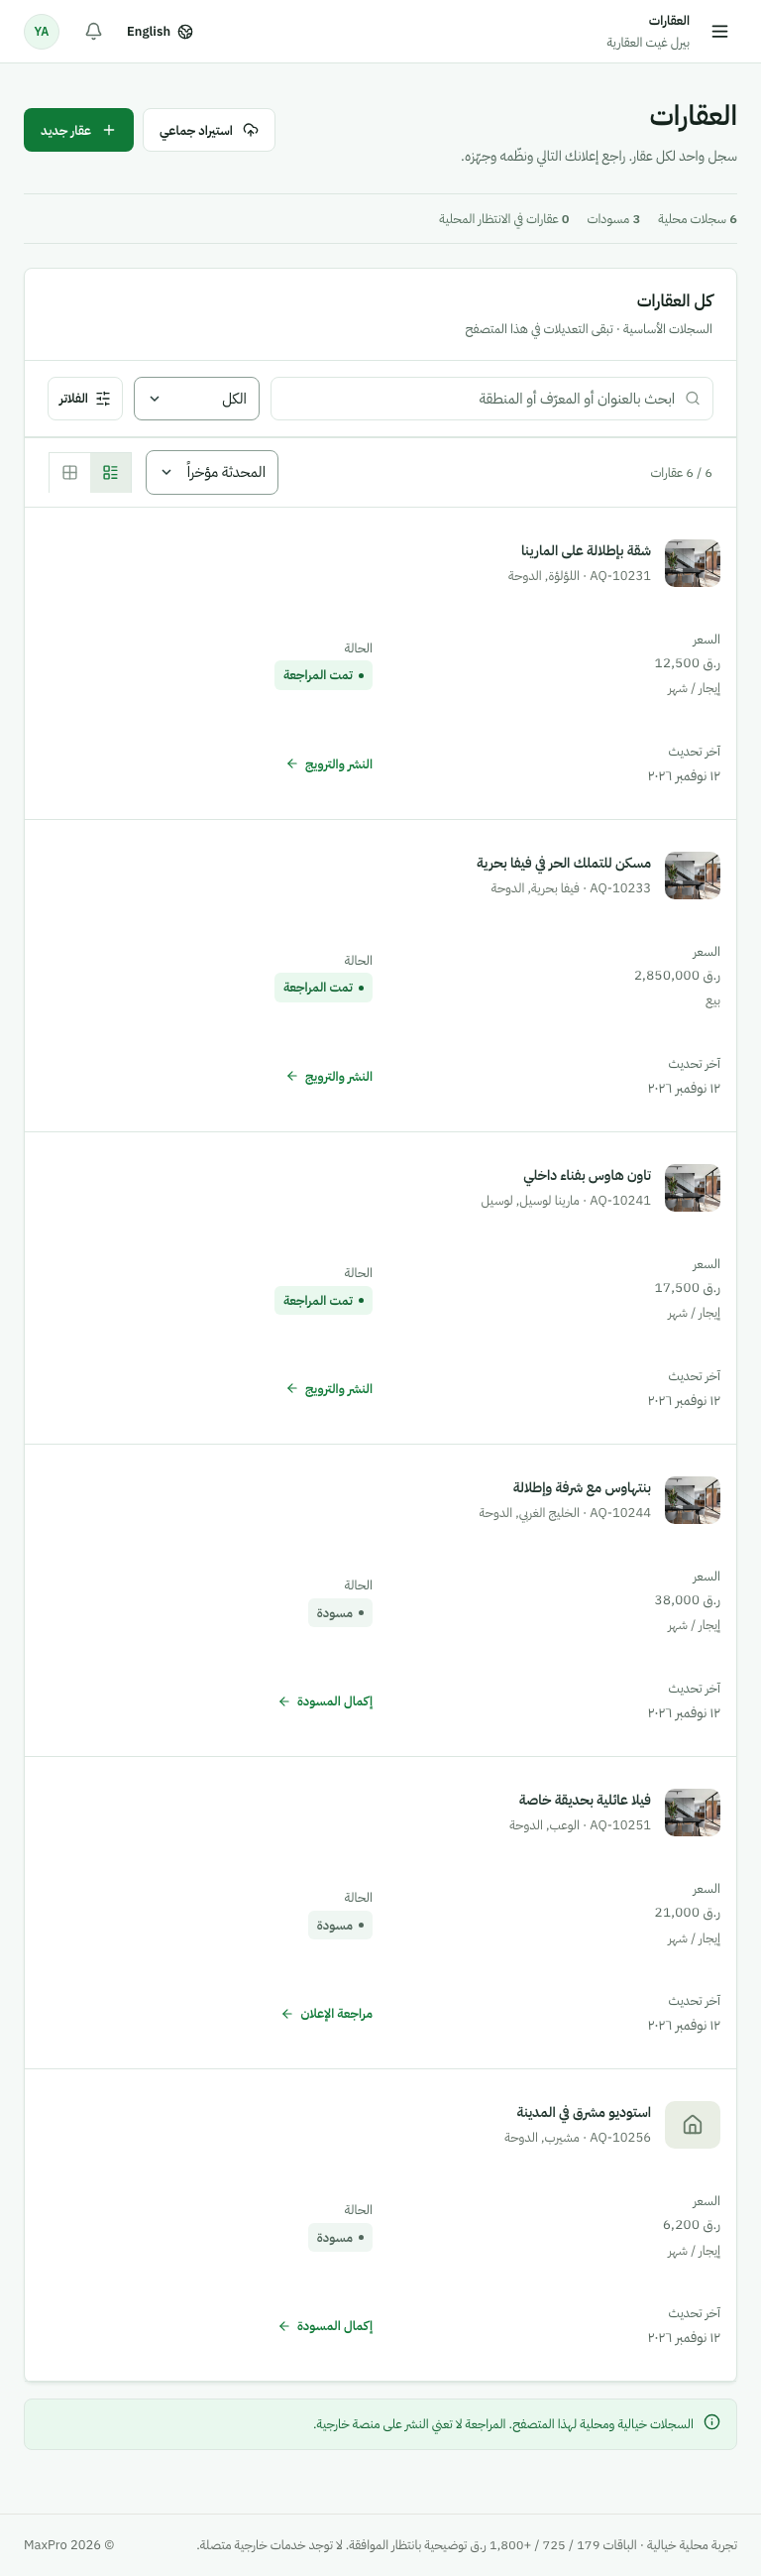 العقارات
بيرل غيت العقارية
English
YA
العقارات
سجل واحد لكل عقار. راجع إعلانك التالي ونظّمه وجهّزه.
استيراد جماعي
عقار جديد
6 سجلات محلية
3 مسودات
0 عقارات في الانتظار المحلية
كل العقارات
السجلات الأساسية · تبقى التعديلات في هذا المتصفح
ابحث بالعنوان أو المعرّف أو المنطقة
الكل
الفلاتر
6 / 6 عقارات
المحدثة مؤخراً
شقة بإطلالة على المارينا
AQ-10231 · اللؤلؤة, الدوحة
السعر
ر.ق 12,500
إيجار / شهر
الحالة
تمت المراجعة
آخر تحديث
١٢ نوفمبر ٢٠٢٦
النشر والترويج
مسكن للتملك الحر في فيفا بحرية
AQ-10233 · فيفا بحرية, الدوحة
السعر
ر.ق 2,850,000
بيع
الحالة
تمت المراجعة
آخر تحديث
١٢ نوفمبر ٢٠٢٦
النشر والترويج
تاون هاوس بفناء داخلي
AQ-10241 · مارينا لوسيل, لوسيل
السعر
ر.ق 17,500
إيجار / شهر
الحالة
تمت المراجعة
آخر تحديث
١٢ نوفمبر ٢٠٢٦
النشر والترويج
بنتهاوس مع شرفة وإطلالة
AQ-10244 · الخليج الغربي, الدوحة
السعر
ر.ق 38,000
إيجار / شهر
الحالة
مسودة
آخر تحديث
١٢ نوفمبر ٢٠٢٦
إكمال المسودة
فيلا عائلية بحديقة خاصة
AQ-10251 · الوعب, الدوحة
السعر
ر.ق 21,000
إيجار / شهر
الحالة
مسودة
آخر تحديث
١٢ نوفمبر ٢٠٢٦
مراجعة الإعلان
استوديو مشرق في المدينة
AQ-10256 · مشيرب, الدوحة
السعر
ر.ق 6,200
إيجار / شهر
الحالة
مسودة
آخر تحديث
١٢ نوفمبر ٢٠٢٦
إكمال المسودة
السجلات خيالية ومحلية لهذا المتصفح. المراجعة لا تعني النشر على منصة خارجية.
تجربة محلية خيالية · الباقات 179 / 725 / +1,800 ر.ق توضيحية بانتظار الموافقة. لا توجد خدمات خارجية متصلة.
© 2026 MaxPro